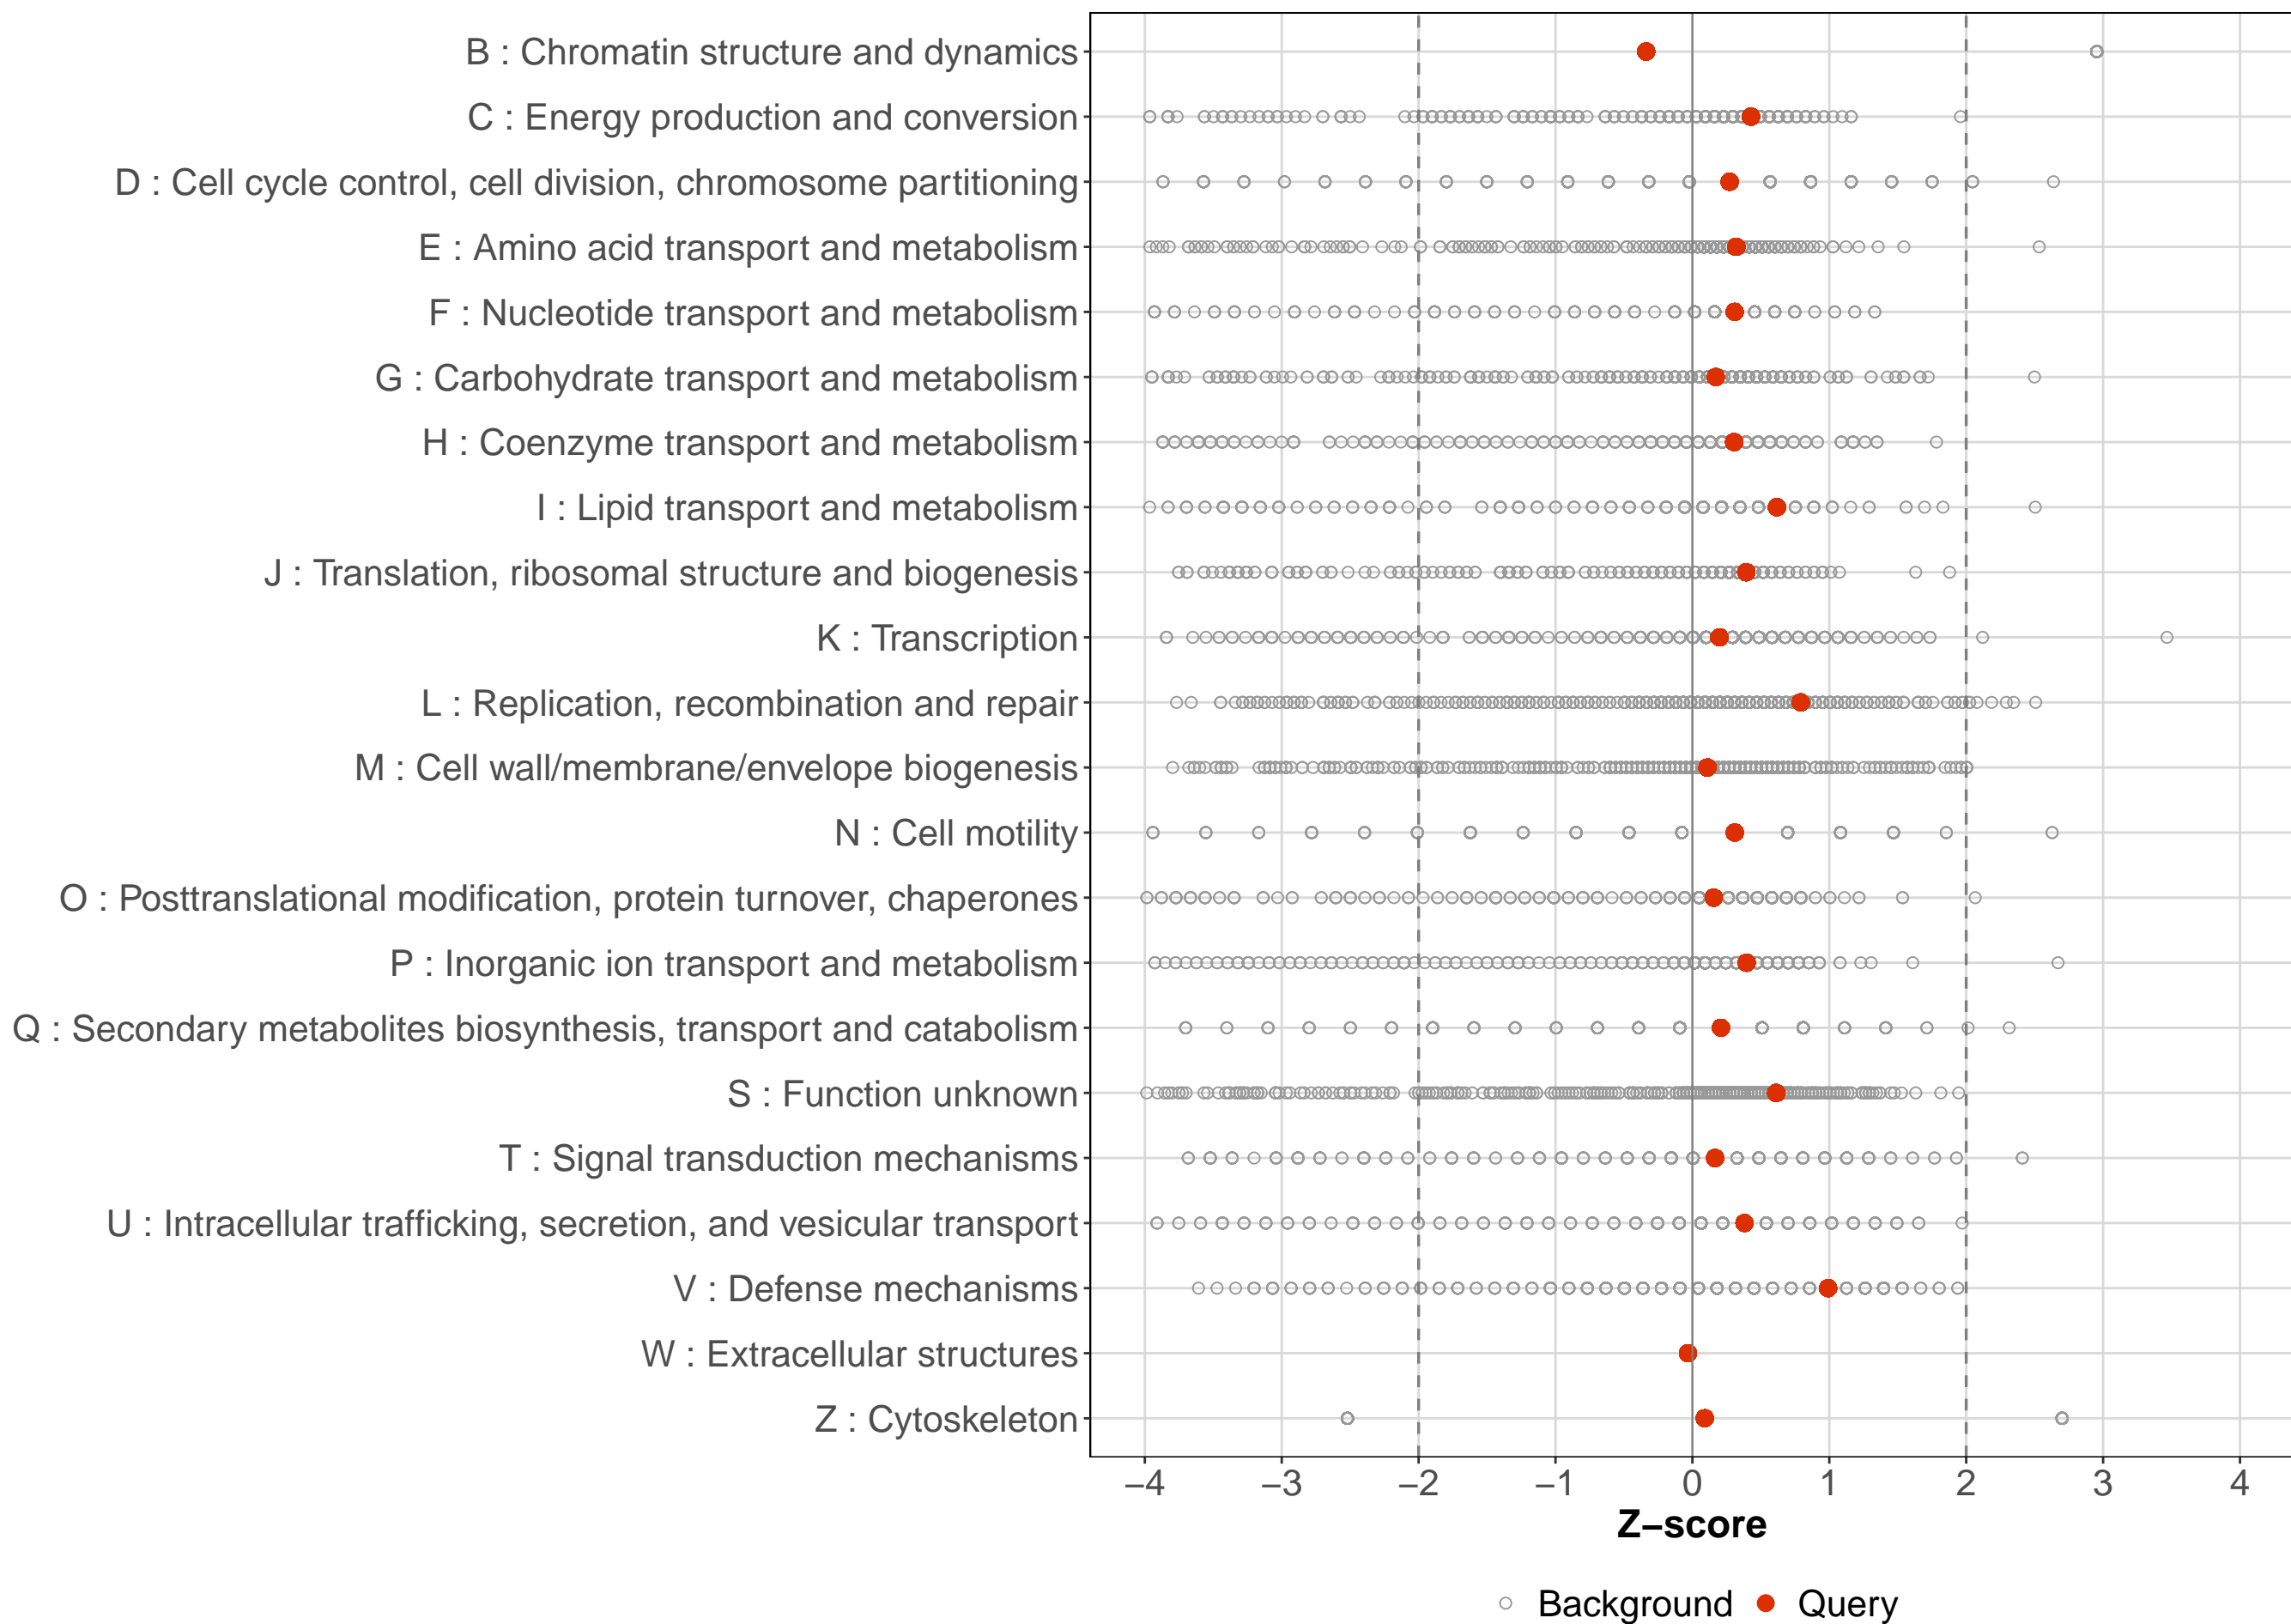 B : Chromatin structure and dynamics
C : Energy production and conversion
D : Cell cycle control, cell division, chromosome partitioning
E : Amino acid transport and metabolism
F : Nucleotide transport and metabolism
G : Carbohydrate transport and metabolism
H : Coenzyme transport and metabolism
I : Lipid transport and metabolism
J : Translation, ribosomal structure and biogenesis
K : Transcription
L : Replication, recombination and repair
M : Cell wall/membrane/envelope biogenesis
N : Cell motility
O : Posttranslational modification, protein turnover, chaperones
P : Inorganic ion transport and metabolism
Q : Secondary metabolites biosynthesis, transport and catabolism
S : Function unknown
T : Signal transduction mechanisms
U : Intracellular trafficking, secretion, and vesicular transport
V : Defense mechanisms
W : Extracellular structures
Z : Cytoskeleton
−4 −3 −2 −1 0 1 2 3 4
Z−score
Background Query